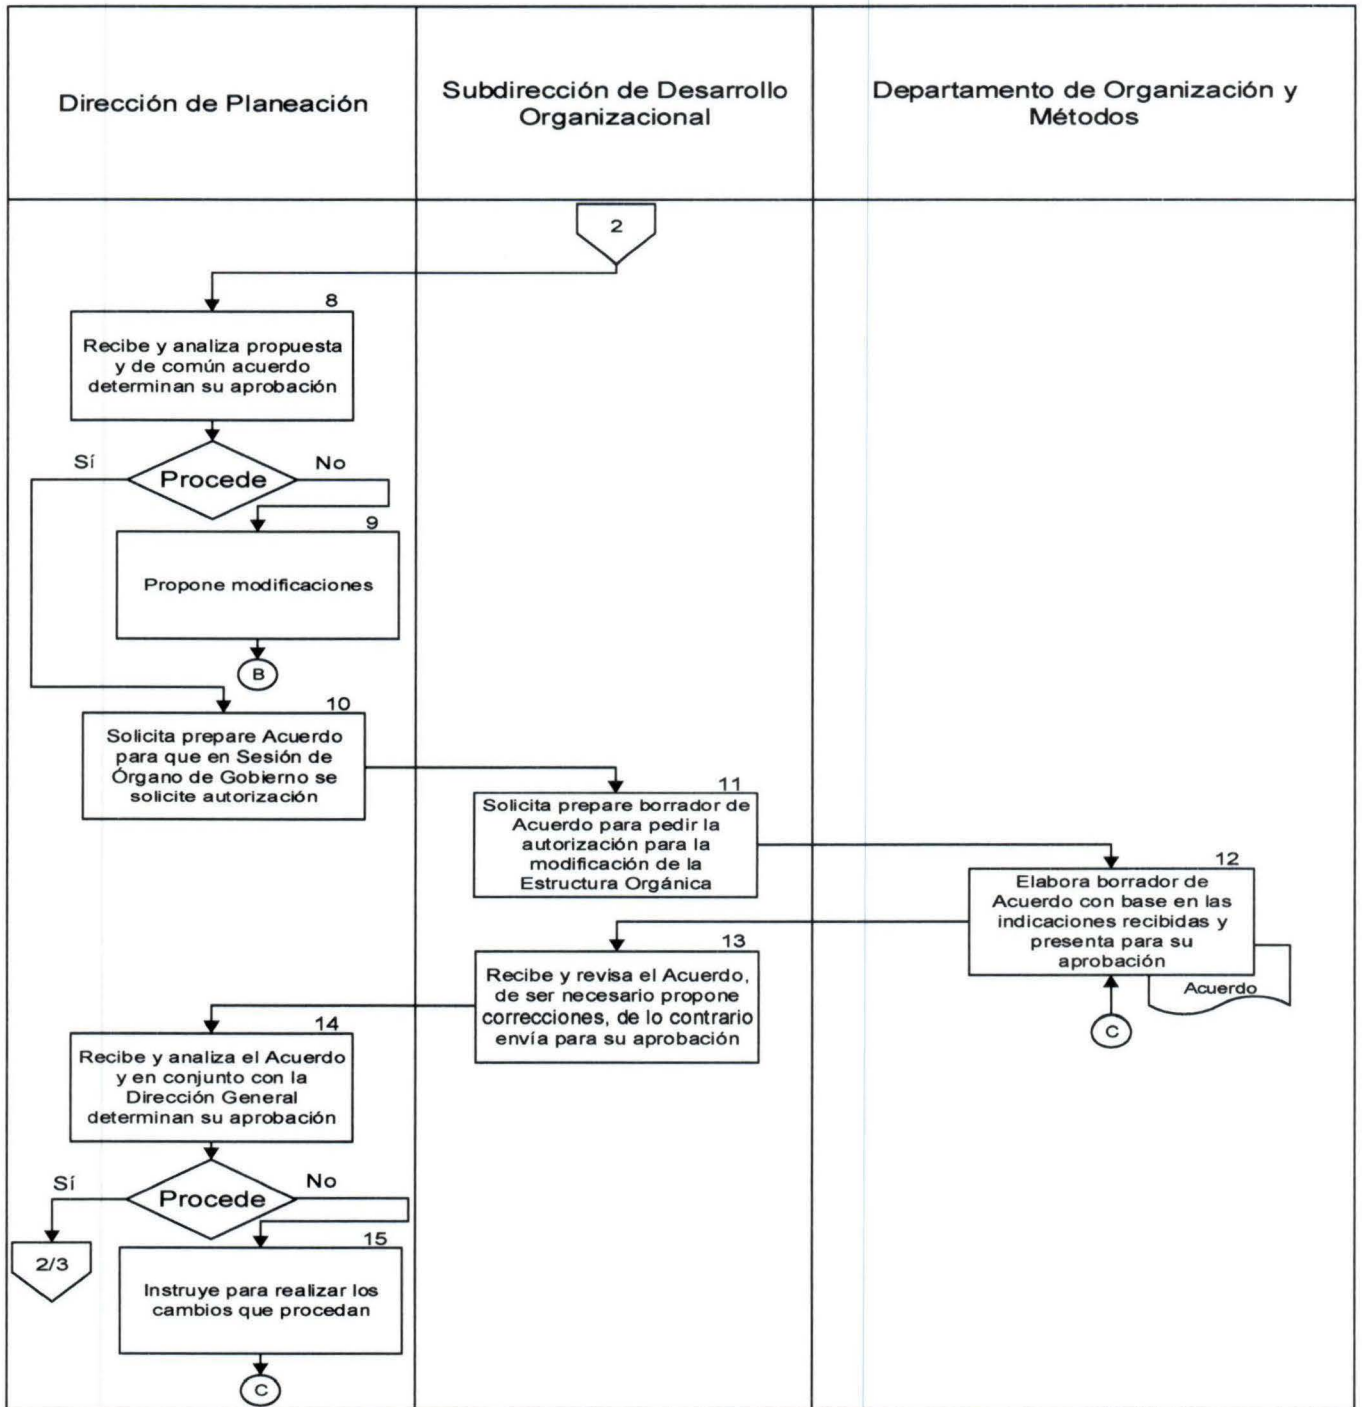 Dirección de Planeación
Subdirección de Desarrollo
Organizacional
Departamento de Organización y
Métodos
2
8
Recibe y analiza propuesta
y de común acuerdo
determinan su aprobación
Sí
Procede
No
9
Propone modificaciones
B
10
Solicita prepare Acuerdo
para que en Sesión de
Órgano de Gobierno se
solicite autorización
11
Solicita prepare borrador de
Acuerdo para pedir la
autorización para la
modificación de la
Estructura Orgánica
12
Elabora borrador de
Acuerdo con base en las
indicaciones recibidas y
presenta para su
aprobación
Acuerdo
C
13
Recibe y revisa el Acuerdo,
de ser necesario propone
correcciones, de lo contrario
envía para su aprobación
14
Recibe y analiza el Acuerdo
y en conjunto con la
Dirección General
determinan su aprobación
Sí
Procede
No
2/3
15
Instruye para realizar los
cambios que procedan
C